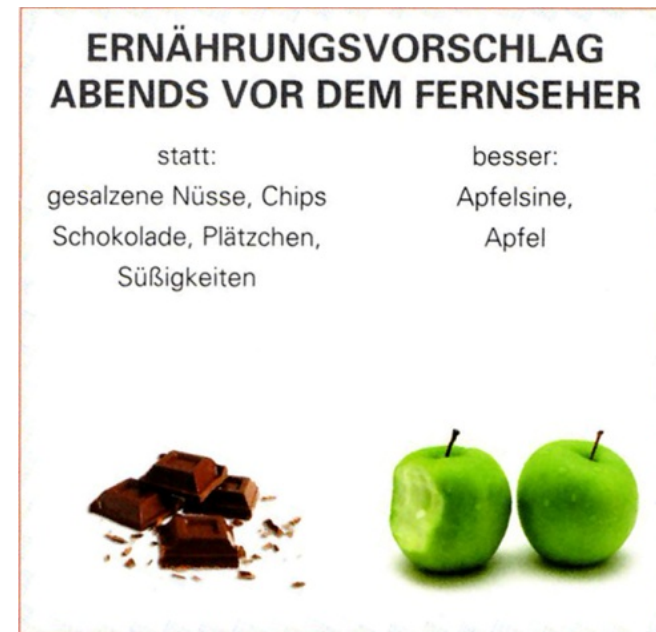 ERNÄHRUNGSVORSCHLAG
ABENDS VOR DEM FERNSEHER
statt:
gesalzene Nüsse, Chips
Schokolade, Plätzchen,
Süßigkeiten
besser:
Apfelsine,
Apfel